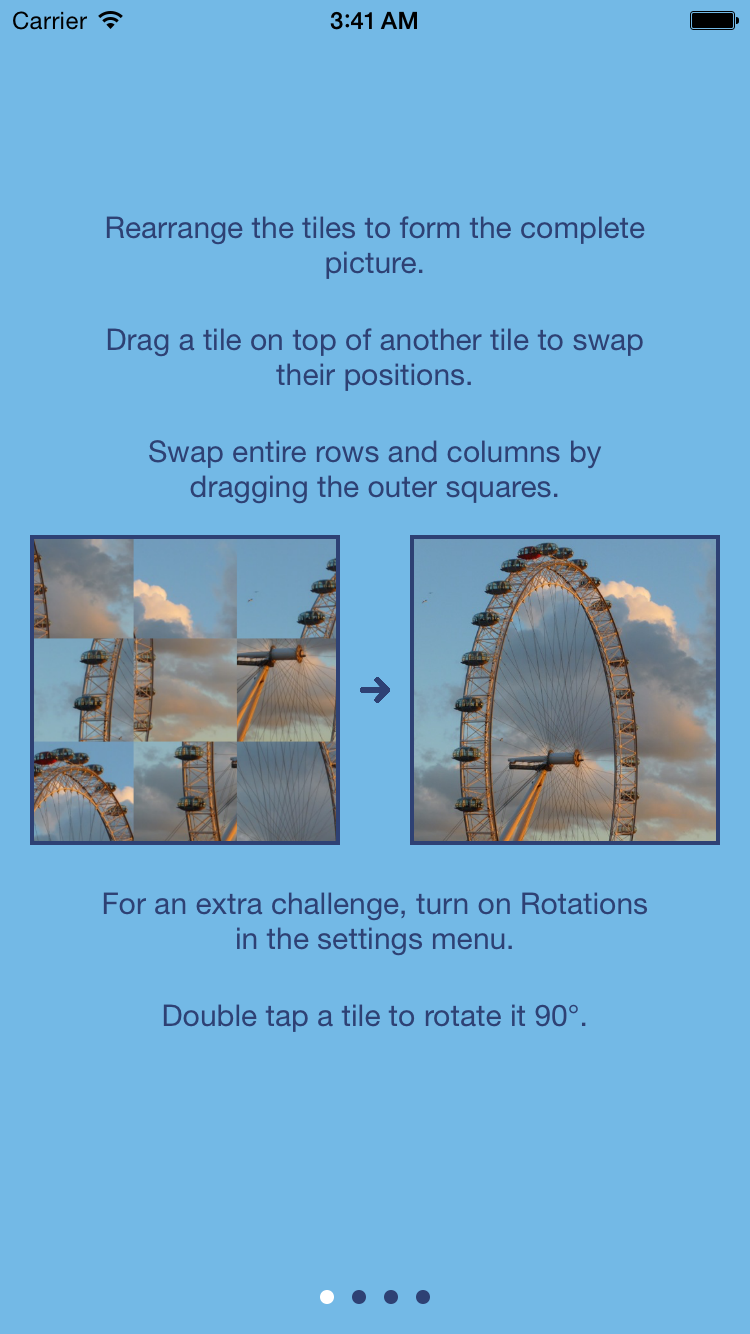 Carrier 3:41 AM
Rearrange the tiles to form the complete
picture.
Drag a tile on top of another tile to swap
their positions.
Swap entire rows and columns by
dragging the outer squares.
For an extra challenge, turn on Rotations
in the settings menu.
Double tap a tile to rotate it 90°.